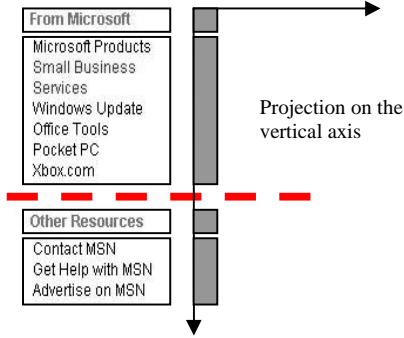 From Microsoft
Microsoft Products
Small Business
Services
Windows Update
Office Tools
Pocket PC
Xbox.com
Projection on the
vertical axis
Other Resources
Contact MSN
Get Help with MSN
Advertise on MSN